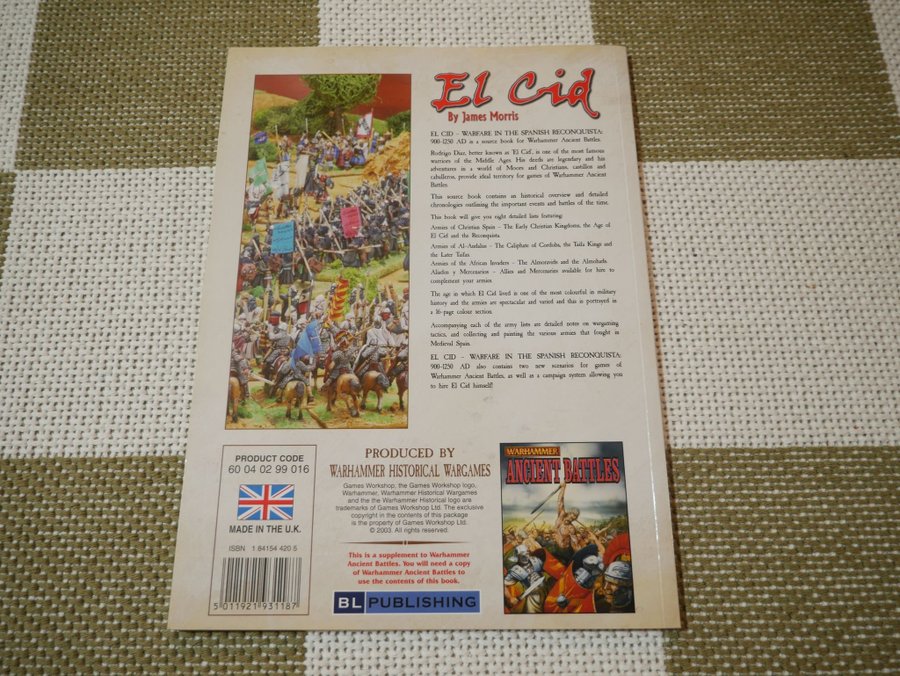 El Cid
By James Morris
EL CID - WARFARE IN THE SPANISH RECONQUISTA:
900-1250 AD is a source book for Warhammer Ancient Battles.
Rodrigo Diaz, better known as 'El Cid', is one of the most famous
warriors of the Middle Ages. His deeds are legendary and his
adventures in a world of Moors and Christians, castillos and
caballeros, provide ideal territory for games of Warhammer Ancient
Battles.
This source book contains an historical overview and detailed
chronologies outlining the important events and battles of the time.
This book will give you eight detailed lists featuring:
Armies of Christian Spain - The Early Christian Kingdoms, the Age of
El Cid and the Reconquista.
Armies of Al-Andalus - The Caliphate of Cordoba, the Taifa Kings and
the Later Taifas.
Armies of the African Invaders - The Almoravids and the Almohads.
Aliados y Mercenarios - Allies and Mercenaries available for hire to
complement your armies.
The age in which El Cid lived is one of the most colourful in military
history and the armies are spectacular and varied and this is portrayed in
a 16-page colour section.
Accompanying each of the army lists are detailed notes on wargaming
tactics, and collecting and painting the various armies that fought in
Medieval Spain.
EL CID - WARFARE IN THE SPANISH RECONQUISTA:
900-1250 AD also contains two new scenarios for games of
Warhammer Ancient Battles, as well as a campaign system allowing you
to hire El Cid himself!
PRODUCT CODE
60 04 02 99 016
MADE IN THE U.K.
ISBN 1 84154 420 5
5 011921 931187
PRODUCED BY
WARHAMMER HISTORICAL WARGAMES
Games Workshop, the Games Workshop logo,
Warhammer, Warhammer Historical Wargames
and the the Warhammer Historical logo are
trademarks of Games Workshop Ltd. The exclusive
copyright in the contents of this package
is the property of Games Workshop Ltd.
© 2003. All rights reserved.
This is a supplement to Warhammer
Ancient Battles. You will need a copy
of Warhammer Ancient Battles to
use the contents of this book.
BL PUBLISHING
WARHAMMER
ANCIENT BATTLES